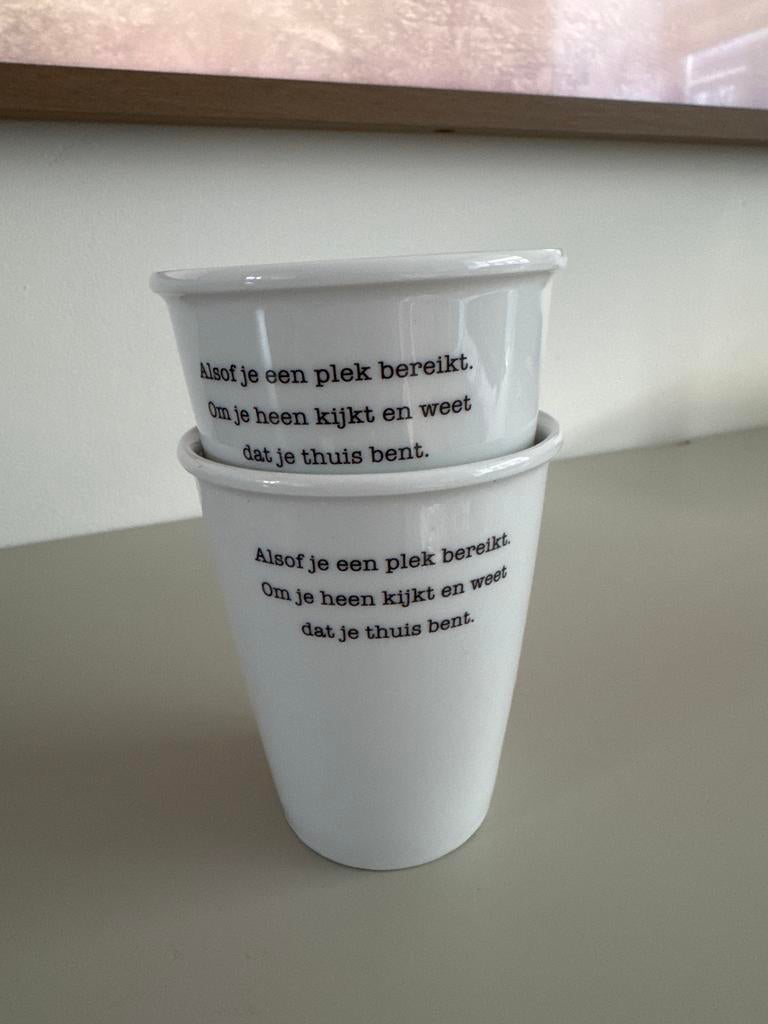 Alsof je een plek bereikt.
Om je heen kijkt en weet
dat je thuis bent.
Alsof je een plek bereikt.
Om je heen kijkt en weet
dat je thuis bent.